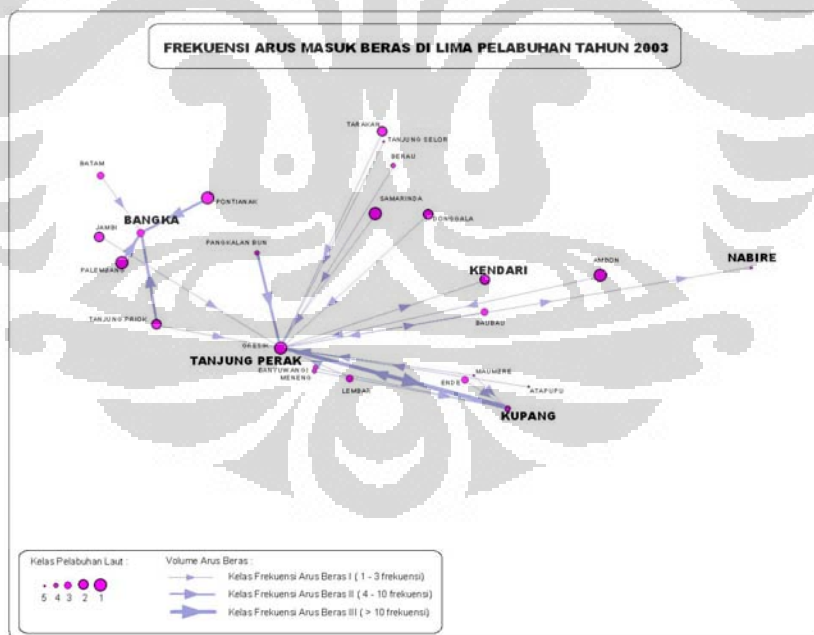 FREKUENSI ARUS MASUK BERAS DI LIMA PELABUHAN TAHUN 2003
TARAKAN
TANJUNG SELOR
BERAU
BATAM
PONTIANAK
SAMARINDA
DONGGALA
BANGKA
JAMBI
PANGKALAN BUN
PALEMBANG
KENDARI
AMBON
NABIRE
TANJUNG PRIOK
BAUBAU
GRESIK
TANJUNG PERAK
BANYUWANGI
MENENG
LEMBAR
ENDE
MAUMERE
ATAPUPU
KUPANG
Kelas Pelabuhan Laut :
5 4 3 2 1
Volume Arus Beras :
Kelas Frekuensi Arus Beras I ( 1 - 3 frekuensi)
Kelas Frekuensi Arus Beras II ( 4 - 10 frekuensi)
Kelas Frekuensi Arus Beras III ( > 10 frekuensi)